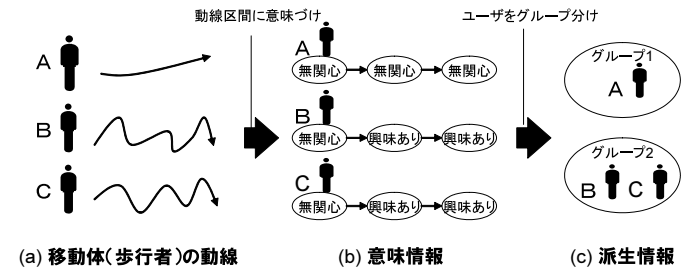 動線区間に意味づけ
ユーザをグループ分け
A
B
C
A
無関心
無関心
無関心
B
無関心
興味あり
興味あり
C
無関心
興味あり
興味あり
グループ1
A
グループ2
B C
(a) 移動体(歩行者)の動線
(b) 意味情報
(c) 派生情報